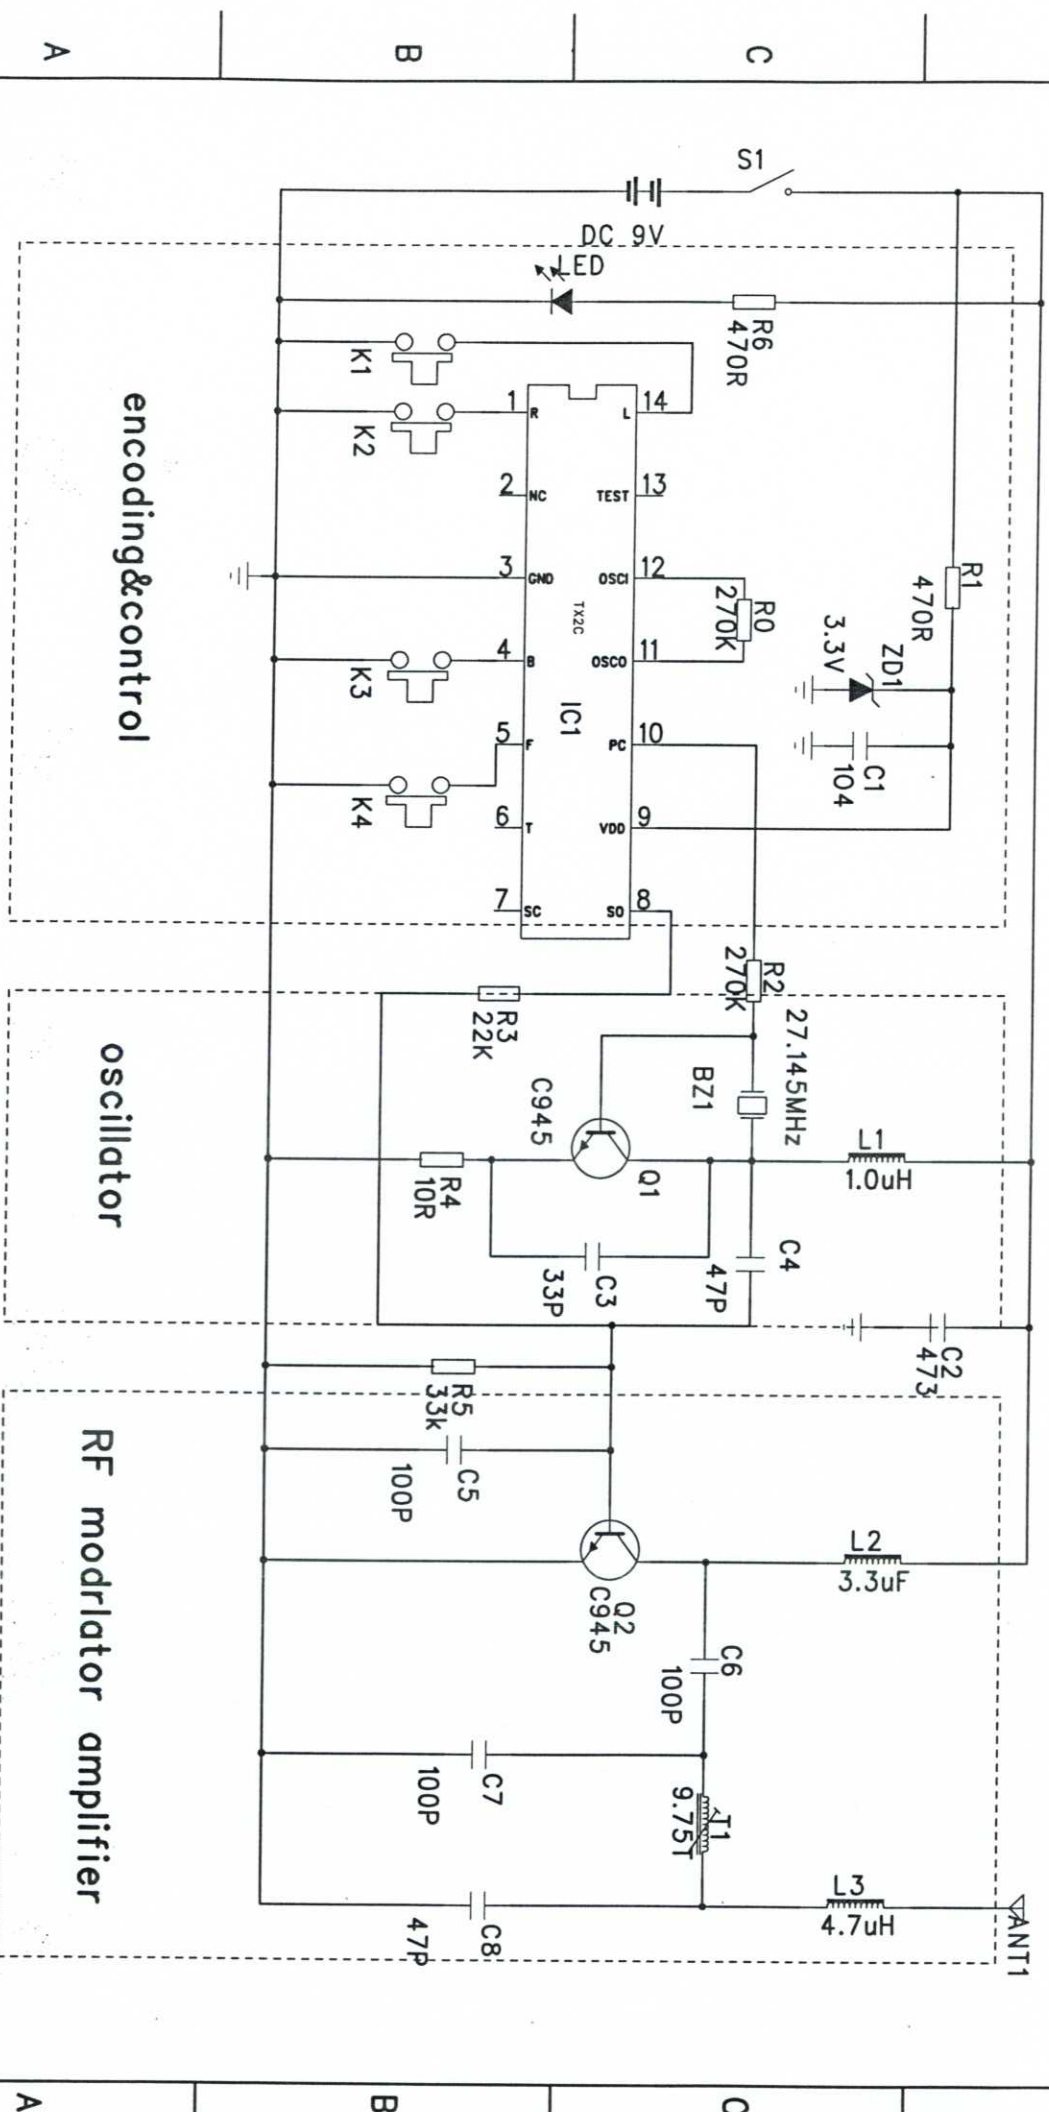 A
B
C
S1
DC 9V
LED
R6
470R
K1
K2
1
R
L
14
2
NC
TEST
13
3
GND
OSCI
12
TX2C
R0
270K
4
B
OSCO
11
K3
IC1
5
F
PC
10
K4
6
T
VDD
9
7
SC
SO
8
R1
470R
ZD1
3.3V
C1
104
encoding&control
R2
270K
R3
22K
27.145MHz
BZ1
C945
Q1
L1
1.0uH
R4
10R
C4
47P
C3
33P
oscillator
C2
473
R5
33k
C5
100P
L2
3.3uF
Q2
C945
C6
100P
C7
100P
T1
9.75T
L3
4.7uH
ANT1
C8
47P
RF modrlator amplifier
A
B
C